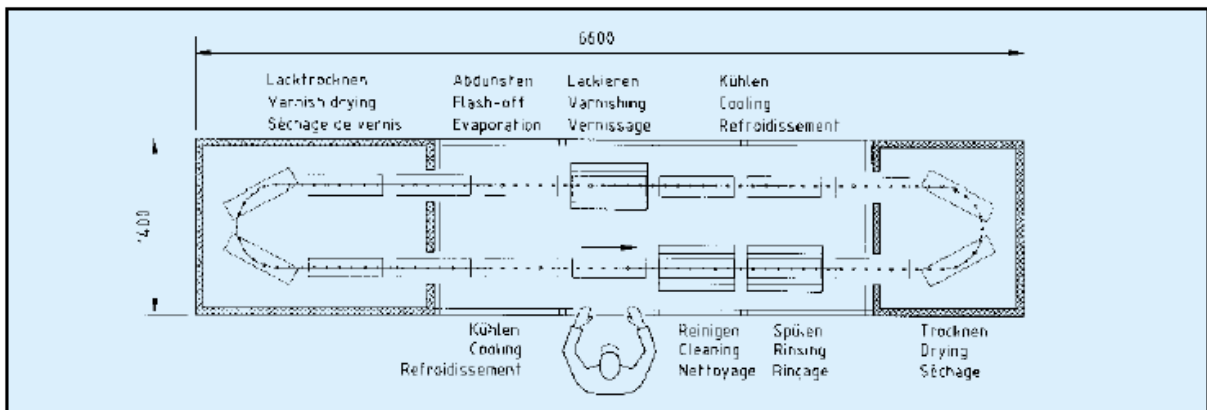 6600
Lacktrocknen
Varnish drying
Séchage de vernis
Abdunsten
Flash-off
Evaporation
Lackieren
Varnishing
Vernissage
Kühlen
Cooling
Refroidissement
1400
Kühlen
Cooling
Refroidissement
Reinigen
Cleaning
Nettoyage
Spülen
Rinsing
Rinçage
Trocknen
Drying
Séchage